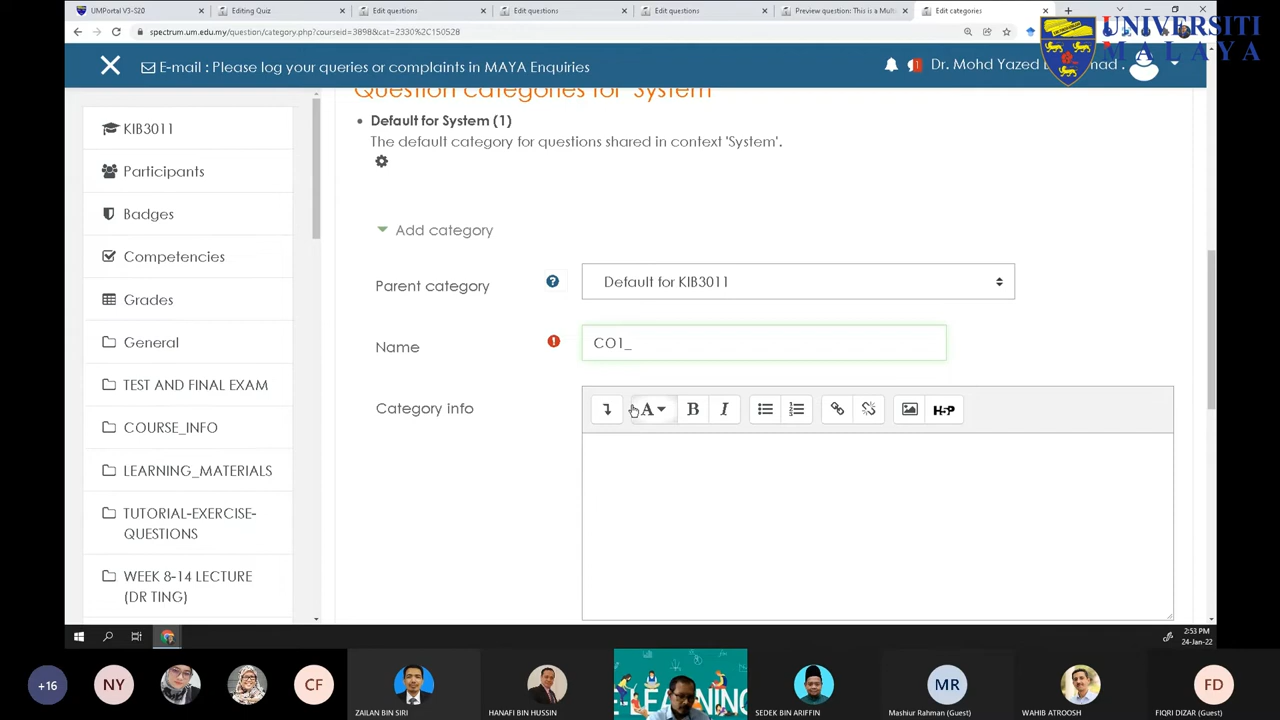 UMPortal V3-S20
Editing Quiz
Edit questions
Edit questions
Edit questions
Preview question: This is a Mult
Edit categories
spectrum.um.edu.my/question/category.php?courseid=3898&cat=2330%2C150528
UNIVERSITI
MALAYA
E-mail : Please log your queries or complaints in MAYA Enquiries
Dr. Mohd Yazed
KIB3011
Participants
Badges
Competencies
Grades
General
TEST AND FINAL EXAM
COURSE_INFO
LEARNING_MATERIALS
TUTORIAL-EXERCISE-
QUESTIONS
WEEK 8-14 LECTURE
(DR TING)
Question categories for 'System'
Default for System (1)
The default category for questions shared in context 'System'.
Add category
Parent category
Default for KIB3011
Name
CO1_
Category info
A
B
I
H-P
2:53 PM
24-Jan-22
+16
NY
CF
ZAILAN BIN SIRI
HANAFI BIN HUSSIN
E-LEARNING
SEDEK BIN ARIFFIN
MR
Mashiur Rahman (Guest)
WAHIB ATROOSH
FD
FIQRI DIZAR (Guest)